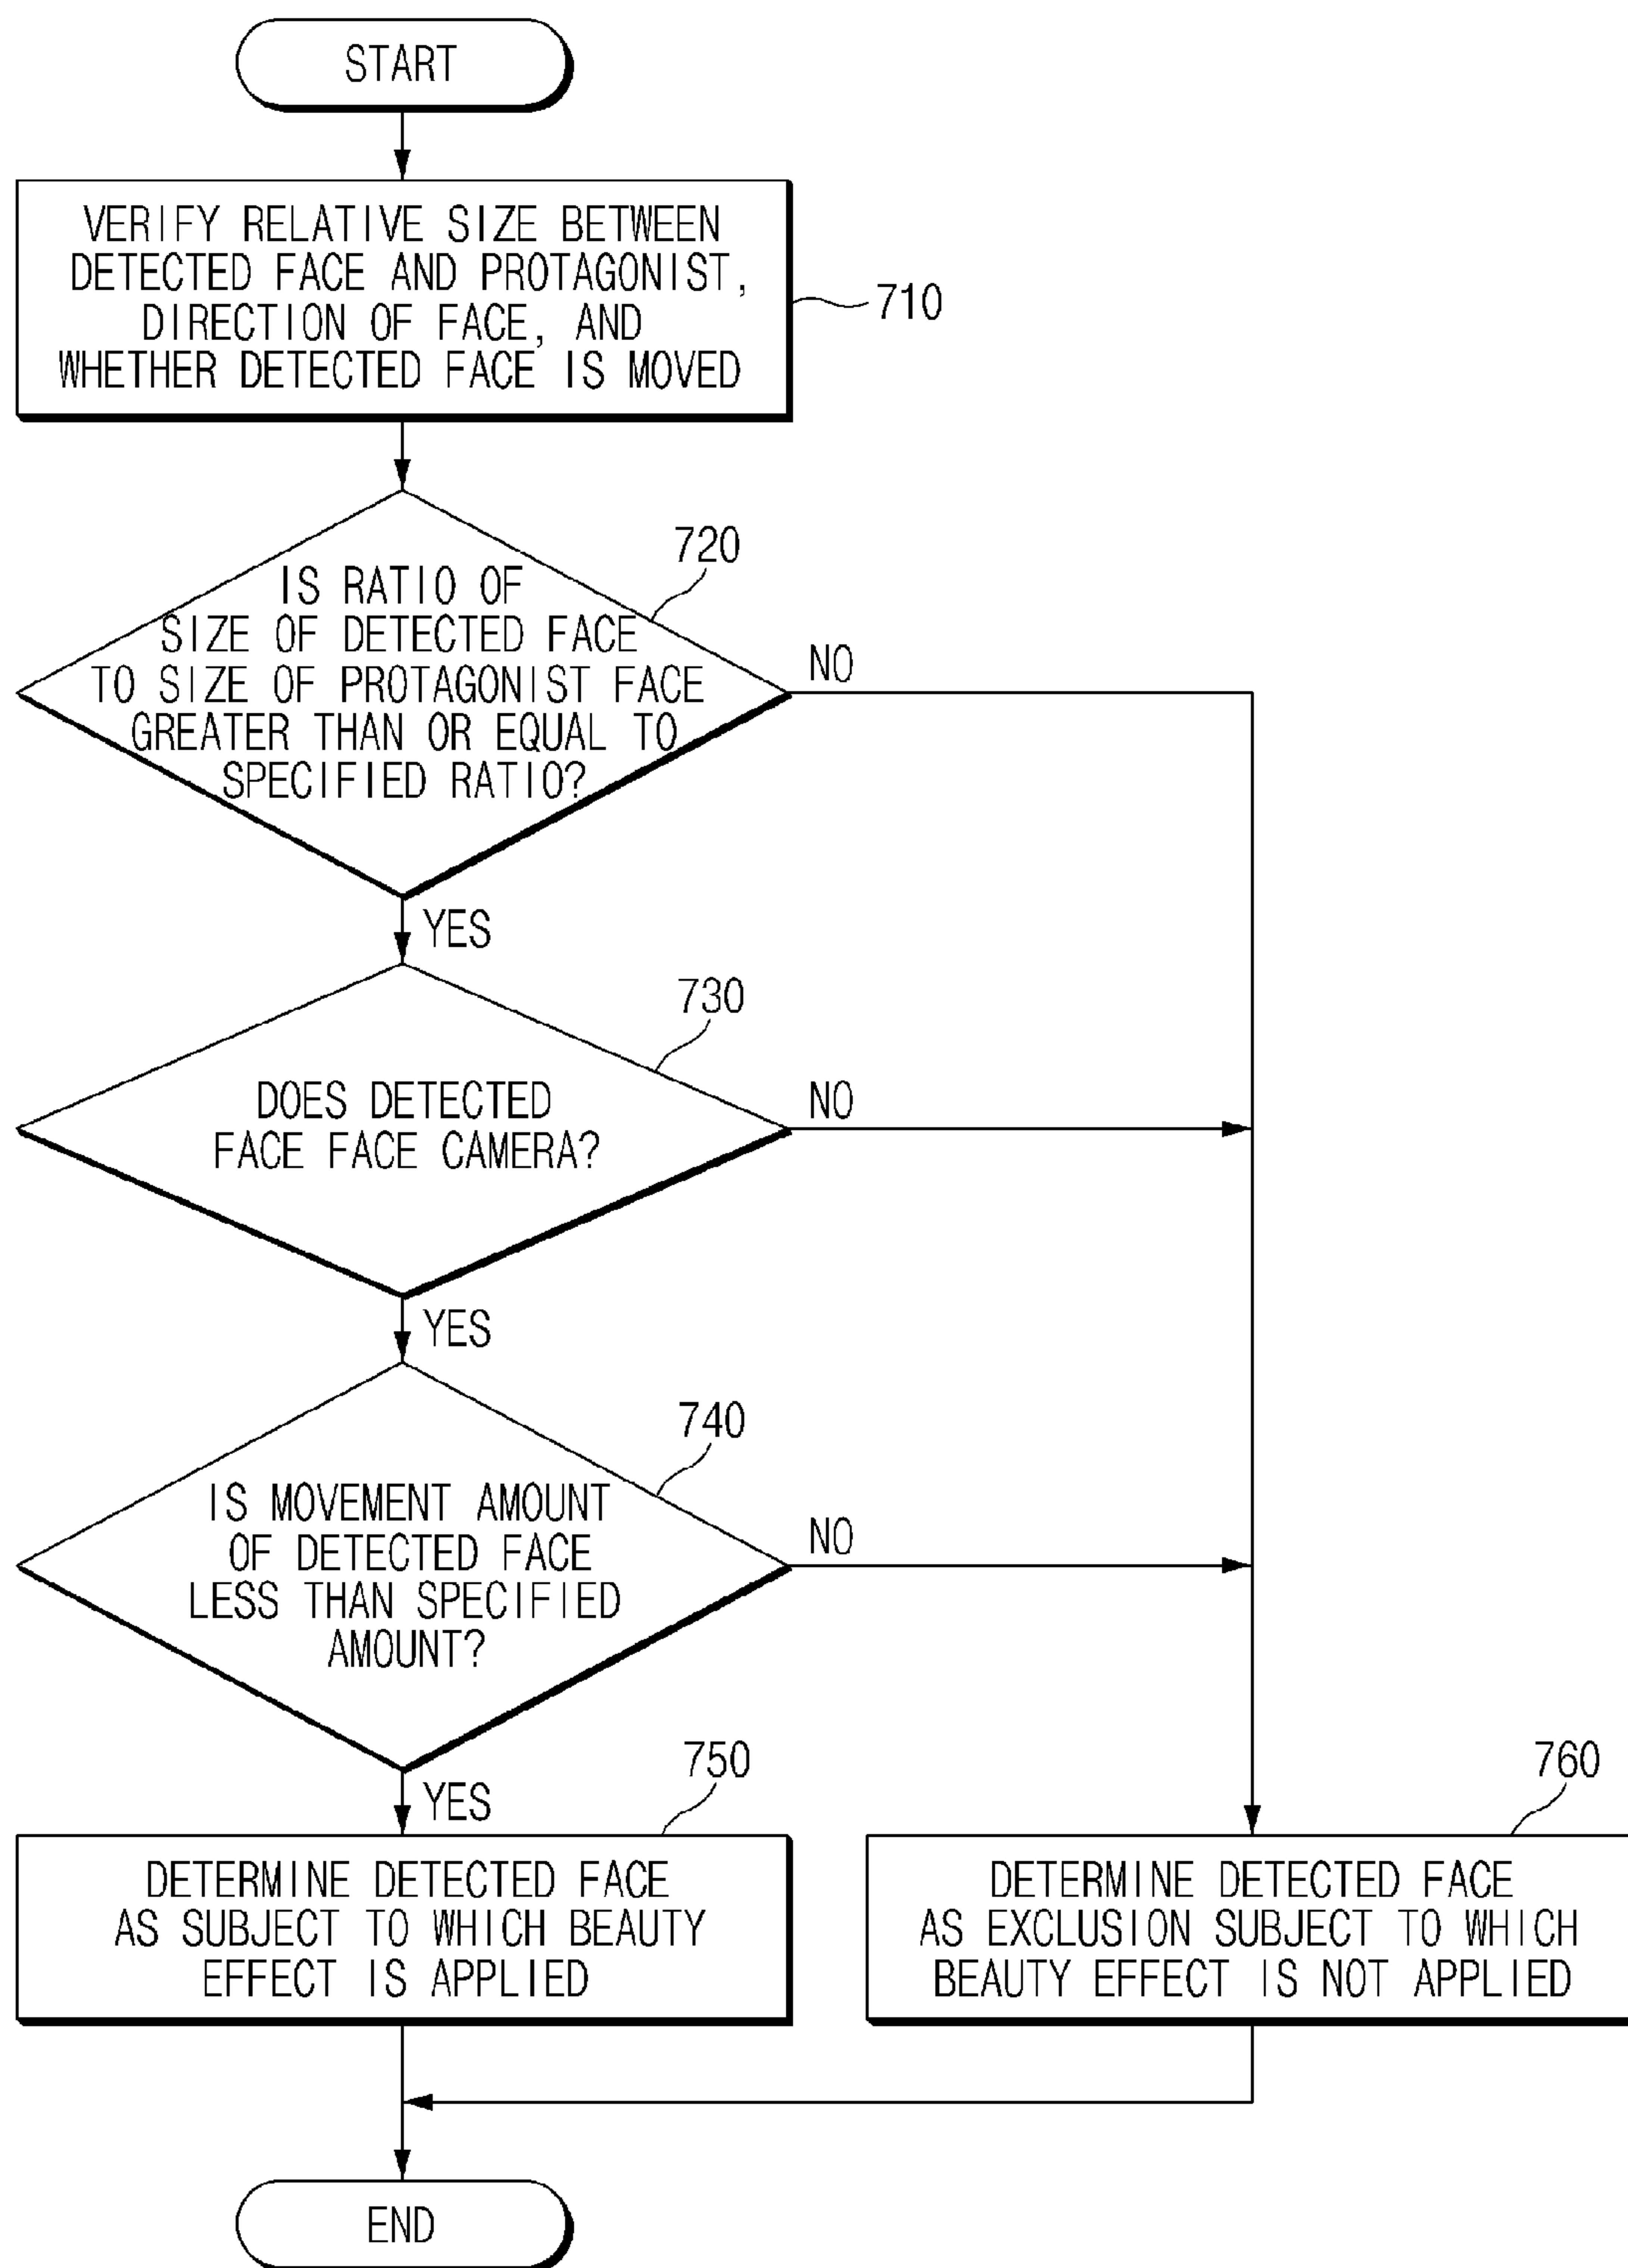 START
VERIFY RELATIVE SIZE BETWEEN
DETECTED FACE AND PROTAGONIST,
DIRECTION OF FACE, AND
WHETHER DETECTED FACE IS MOVED
710
720
IS RATIO OF
SIZE OF DETECTED FACE
TO SIZE OF PROTAGONIST FACE
GREATER THAN OR EQUAL TO
SPECIFIED RATIO?
NO
YES
730
DOES DETECTED
FACE FACE CAMERA?
NO
YES
740
IS MOVEMENT AMOUNT
OF DETECTED FACE
LESS THAN SPECIFIED
AMOUNT?
NO
YES
750
DETERMINE DETECTED FACE
AS SUBJECT TO WHICH BEAUTY
EFFECT IS APPLIED
760
DETERMINE DETECTED FACE
AS EXCLUSION SUBJECT TO WHICH
BEAUTY EFFECT IS NOT APPLIED
END